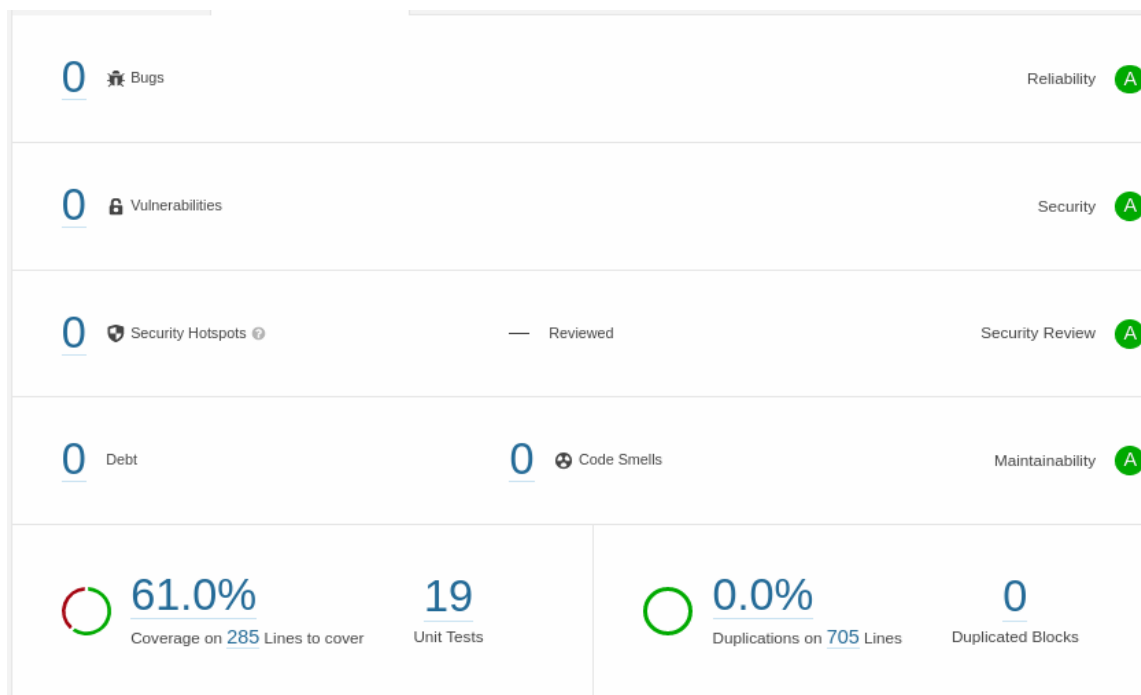 0 Bugs Reliability A
0 Vulnerabilities Security A
0 Security Hotspots ? — Reviewed Security Review A
0 Debt 0 Code Smells Maintainability A
61.0% 19 0.0% 0
Coverage on 285 Lines to cover Unit Tests Duplications on 705 Lines Duplicated Blocks